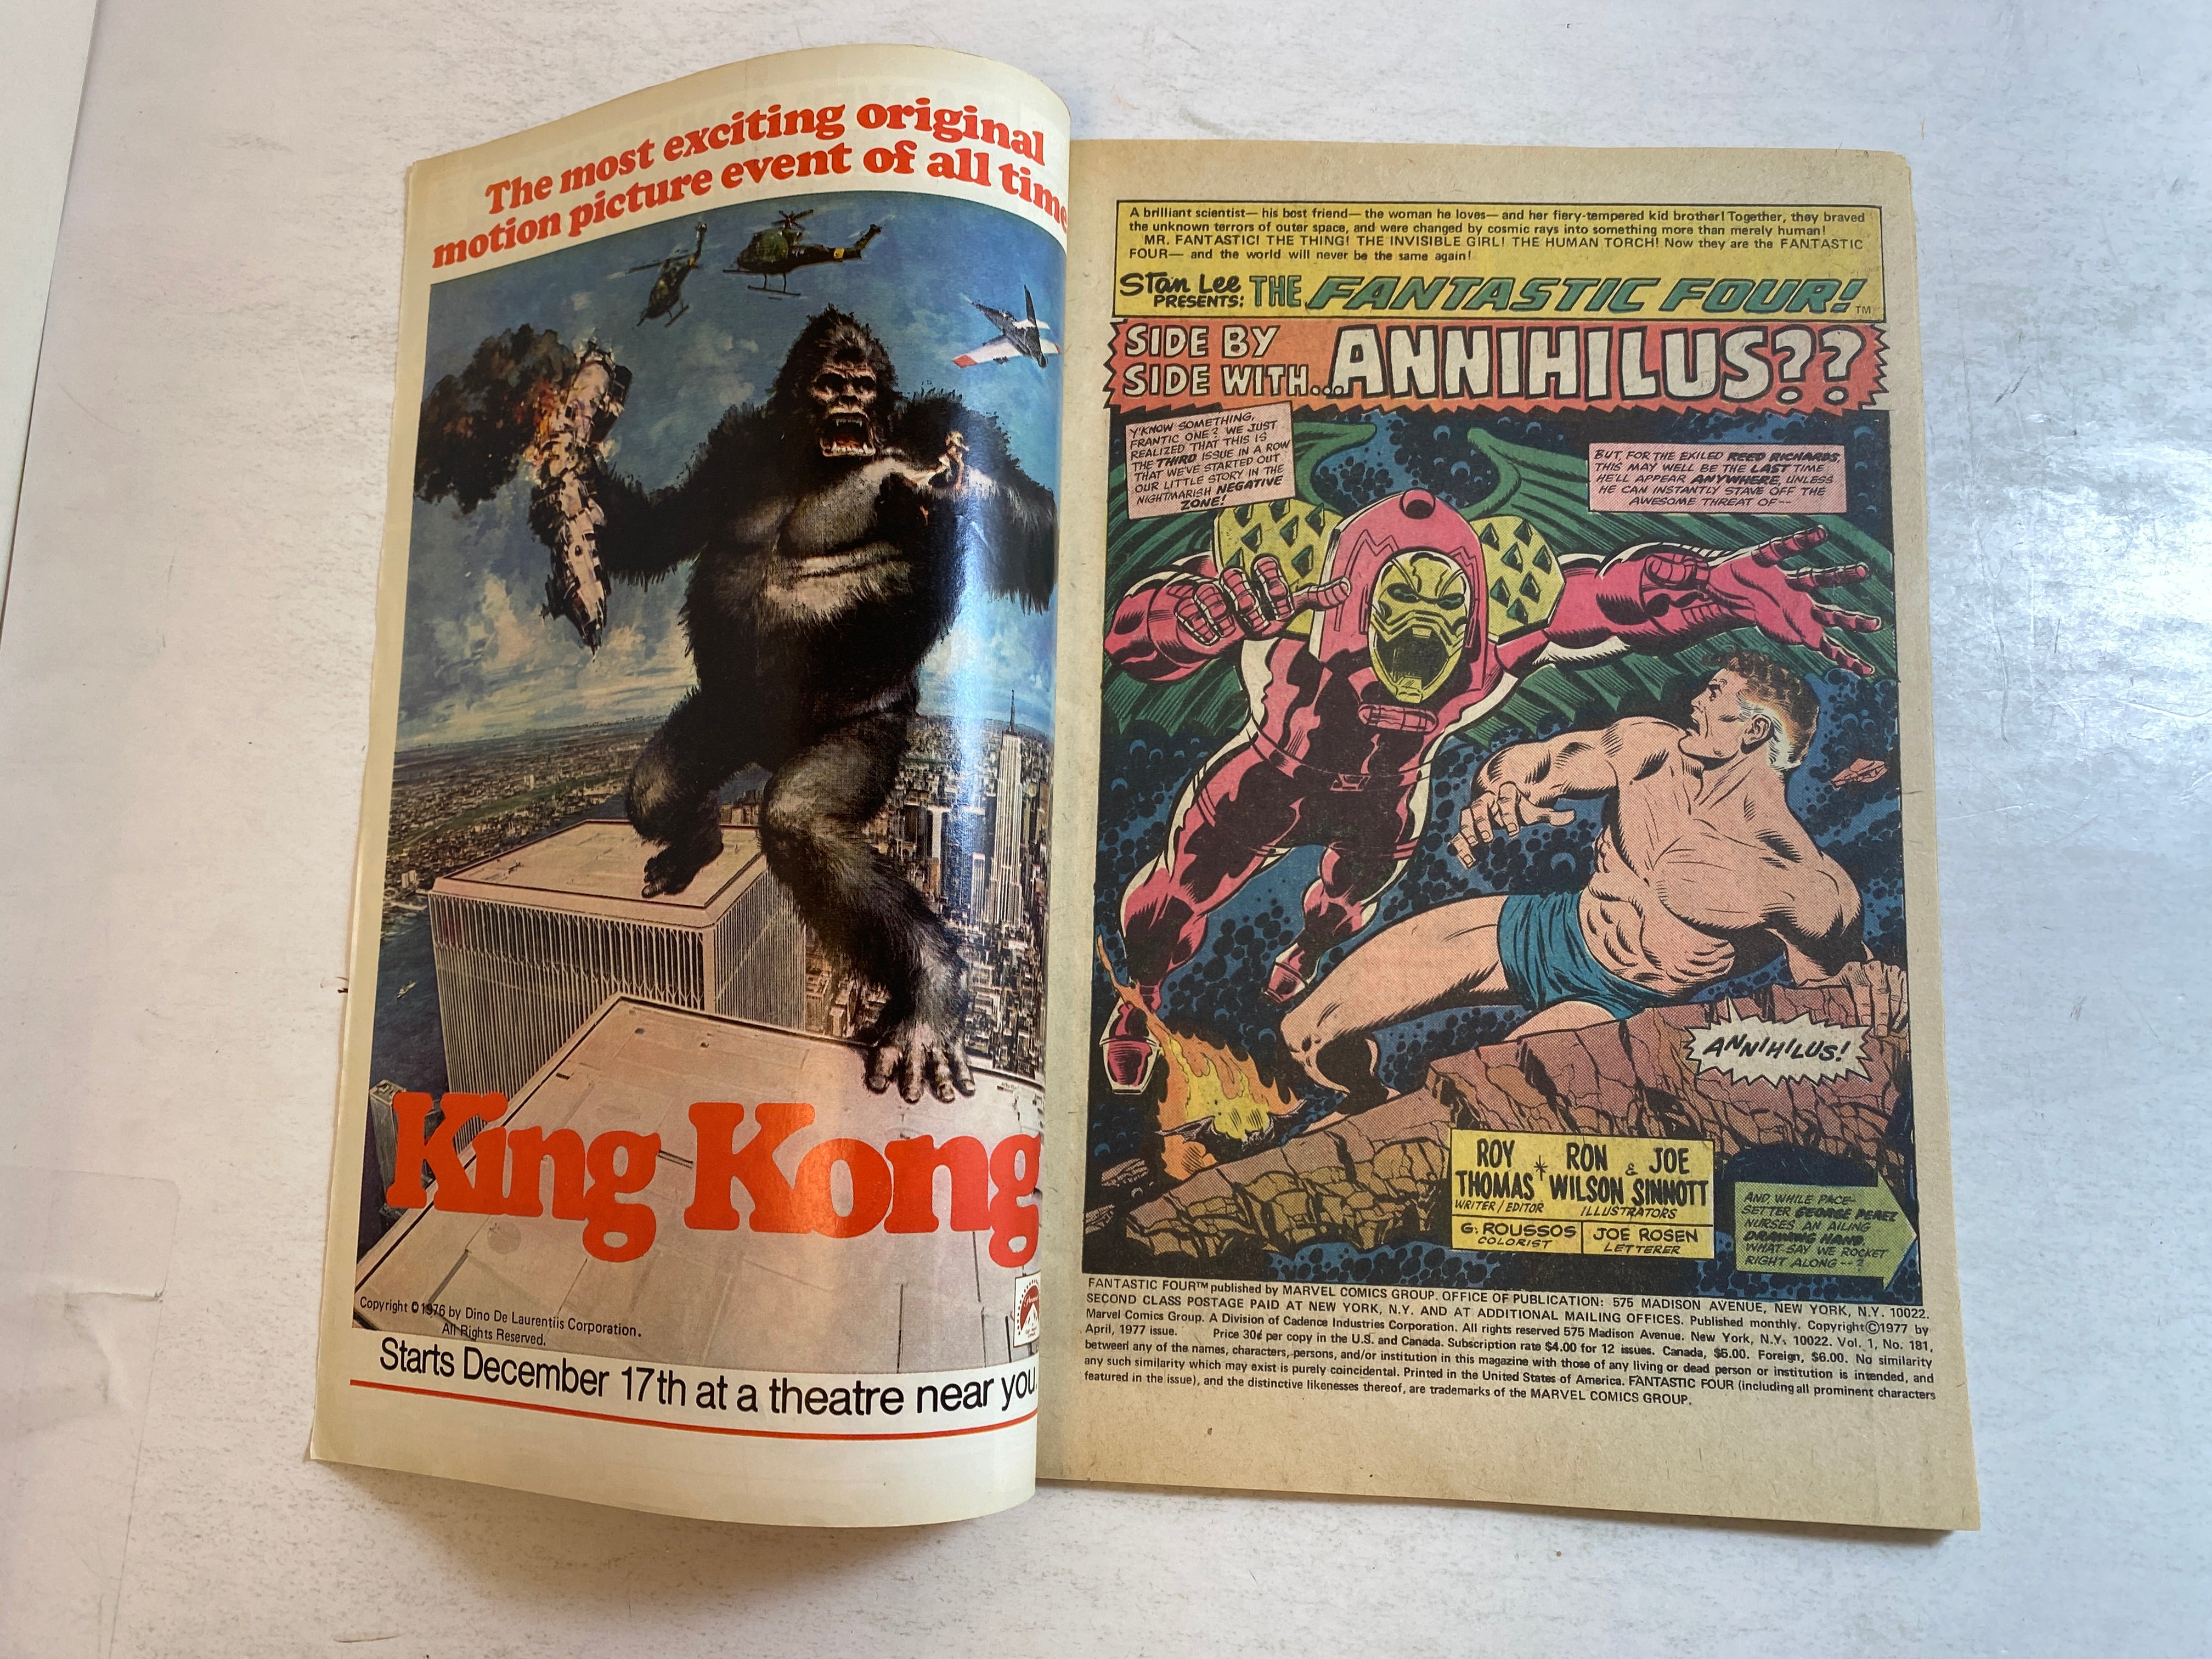 The most exciting original
motion picture event of all time
King Kong
Copyright © 1976 by Dino De Laurentiis Corporation.
All Rights Reserved.
Starts December 17th at a theatre near you.
A brilliant scientist— his best friend— the woman he loves— and her fiery-tempered kid brother! Together, they braved
the unknown terrors of outer space, and were changed by cosmic rays into something more than merely human!
MR. FANTASTIC! THE THING! THE INVISIBLE GIRL! THE HUMAN TORCH! Now they are the FANTASTIC
FOUR— and the world will never be the same again!
Stan Lee
PRESENTS:
THE FANTASTIC FOUR!
TM
SIDE BY
SIDE WITH...
ANNIHILUS??
Y'KNOW SOMETHING,
FRANTIC ONE? WE JUST
REALIZED THAT THIS IS
THE THIRD ISSUE IN A ROW
THAT WE'VE STARTED OUT
OUR LITTLE STORY IN THE
NIGHTMARISH NEGATIVE
ZONE!
BUT, FOR THE EXILED REED RICHARDS,
THIS MAY WELL BE THE LAST TIME
HE'LL APPEAR ANYWHERE, UNLESS
HE CAN INSTANTLY STAVE OFF THE
AWESOME THREAT OF--
ANNIHILUS!
ROY
THOMAS
WRITER/EDITOR
*
RON & JOE
WILSON SINNOTT
ILLUSTRATORS
G. ROUSSOS
COLORIST
JOE ROSEN
LETTERER
AND, WHILE PACE-
SETTER GEORGE PEREZ
NURSES AN AILING
DRAWING HAND,
WHAT SAY WE ROCKET
RIGHT ALONG--?
FANTASTIC FOUR™ published by MARVEL COMICS GROUP. OFFICE OF PUBLICATION: 575 MADISON AVENUE, NEW YORK, N.Y. 10022.
SECOND CLASS POSTAGE PAID AT NEW YORK, N.Y. AND AT ADDITIONAL MAILING OFFICES. Published monthly. Copyright © 1977 by
Marvel Comics Group. A Division of Cadence Industries Corporation. All rights reserved 575 Madison Avenue. New York, N.Y. 10022. Vol. 1, No. 181,
April, 1977 issue. Price 30¢ per copy in the U.S. and Canada. Subscription rate $4.00 for 12 issues. Canada, $5.00. Foreign, $6.00. No similarity
between any of the names, characters, persons, and/or institution in this magazine with those of any living or dead person or institution is intended, and
any such similarity which may exist is purely coincidental. Printed in the United States of America. FANTASTIC FOUR (including all prominent characters
featured in the issue), and the distinctive likenesses thereof, are trademarks of the MARVEL COMICS GROUP.